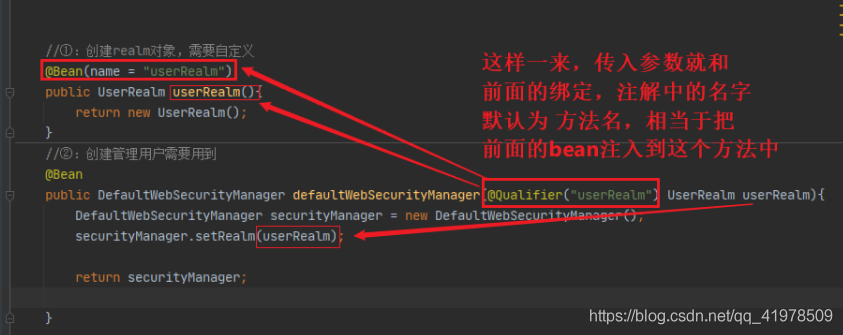 //①：创建realm对象，需要自定义
@Bean(name = "userRealm")
public UserRealm userRealm(){
return new UserRealm();
}
//②：创建管理用户需要用到
@Bean
public DefaultWebSecurityManager defaultWebSecurityManager(@Qualifier("userRealm") UserRealm userRealm){
DefaultWebSecurityManager securityManager = new DefaultWebSecurityManager();
securityManager.setRealm(userRealm);
return securityManager;
}
这样一来，传入参数就和
前面的绑定，注解中的名字
默认为 方法名，相当于把
前面的bean注入到这个方法中
https://blog.csdn.net/qq_41978509